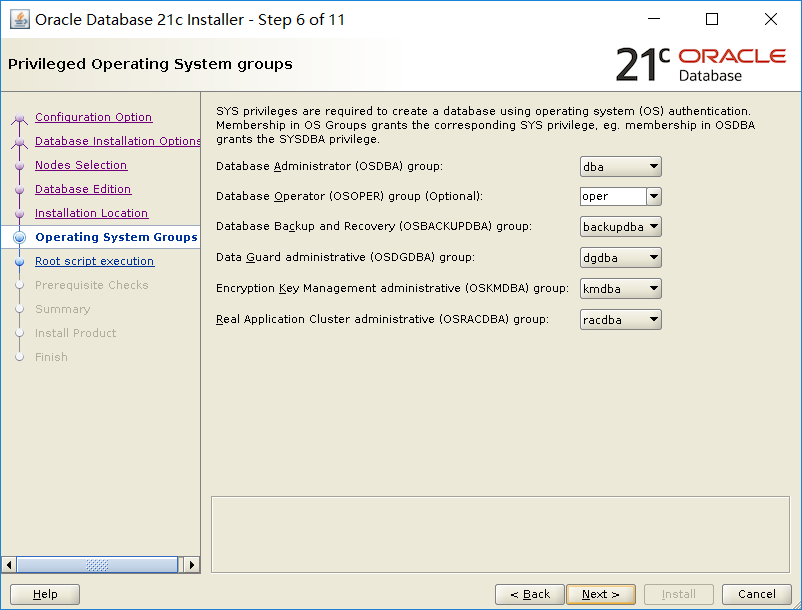 Oracle Database 21c Installer - Step 6 of 11
Privileged Operating System groups
21c ORACLE
Database
Configuration Option
Database Installation Options
Nodes Selection
Database Edition
Installation Location
Operating System Groups
Root script execution
Prerequisite Checks
Summary
Install Product
Finish
SYS privileges are required to create a database using operating system (OS) authentication.
Membership in OS Groups grants the corresponding SYS privilege, eg. membership in OSDBA
grants the SYSDBA privilege.
Database Administrator (OSDBA) group: dba
Database Operator (OSOPER) group (Optional): oper
Database Backup and Recovery (OSBACKUPDBA) group: backupdba
Data Guard administrative (OSDGDBA) group: dgdba
Encryption Key Management administrative (OSKMDBA) group: kmdba
Real Application Cluster administrative (OSRACDBA) group: racdba
Help < Back Next > Install Cancel